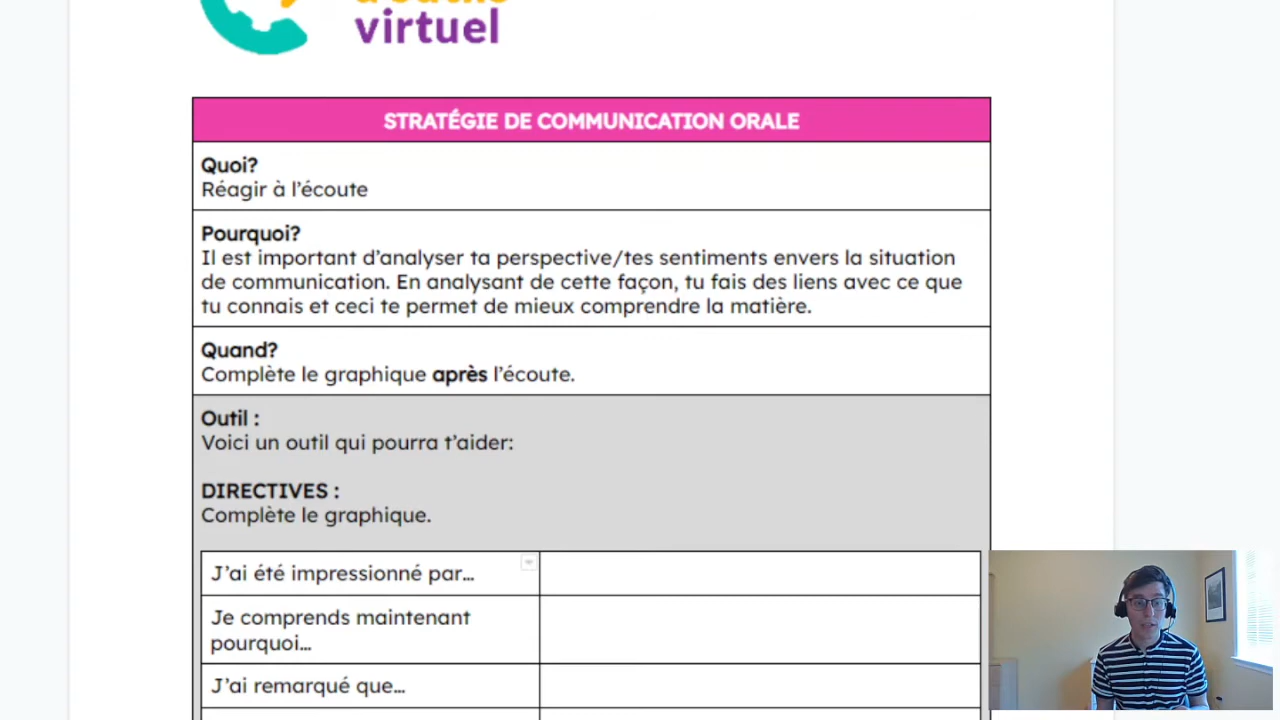 virtuel
STRATÉGIE DE COMMUNICATION ORALE
Quoi?
Réagir à l'écoute
Pourquoi?
Il est important d'analyser ta perspective/tes sentiments envers la situation
de communication. En analysant de cette façon, tu fais des liens avec ce que
tu connais et ceci te permet de mieux comprendre la matière.
Quand?
Complète le graphique après l'écoute.
Outil :
Voici un outil qui pourra t'aider:
DIRECTIVES :
Complète le graphique.
J'ai été impressionné par...
Je comprends maintenant
pourquoi...
J'ai remarqué que...